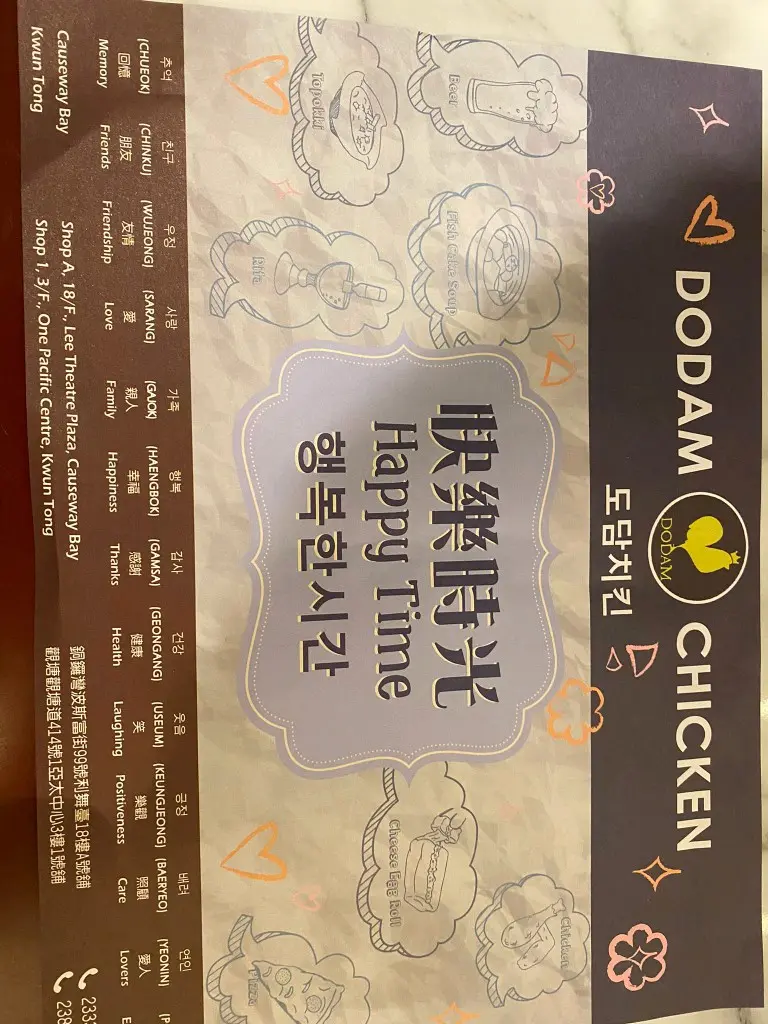 DODAM DODAM CHICKEN
도담치킨
Beer
Topokki
Fish Cake Soup
快樂時光
Happy Time
행복한시간
Cheese Egg Roll
Chicken
Pizza
추억 친구 우정 사랑 가족 행복 감사 건강 웃음 긍정 배려 연인
(CHUEOK) (CHINKU) (WUJEONG) (SARANG) (GAJOK) (HAENGBOK) (GAMSA) (GEONGANG) (USEUM) (KEUNGJEONG) (BAERYEO) (YEONIN) (P
回憶 朋友 友情 愛 親人 幸福 感謝 健康 笑 樂觀 照顧 愛人
Memory Friends Friendship Love Family Happiness Thanks Health Laughing Positiveness Care Lovers E
Causeway Bay Shop A, 18/F., Lee Theatre Plaza, Causeway Bay 銅鑼灣波斯富街99號利舞臺18樓A號舖 233
Kwun Tong Shop 1, 3/F., One Pacific Centre, Kwun Tong 觀塘觀塘道414號1亞太中心3樓1號舖 238